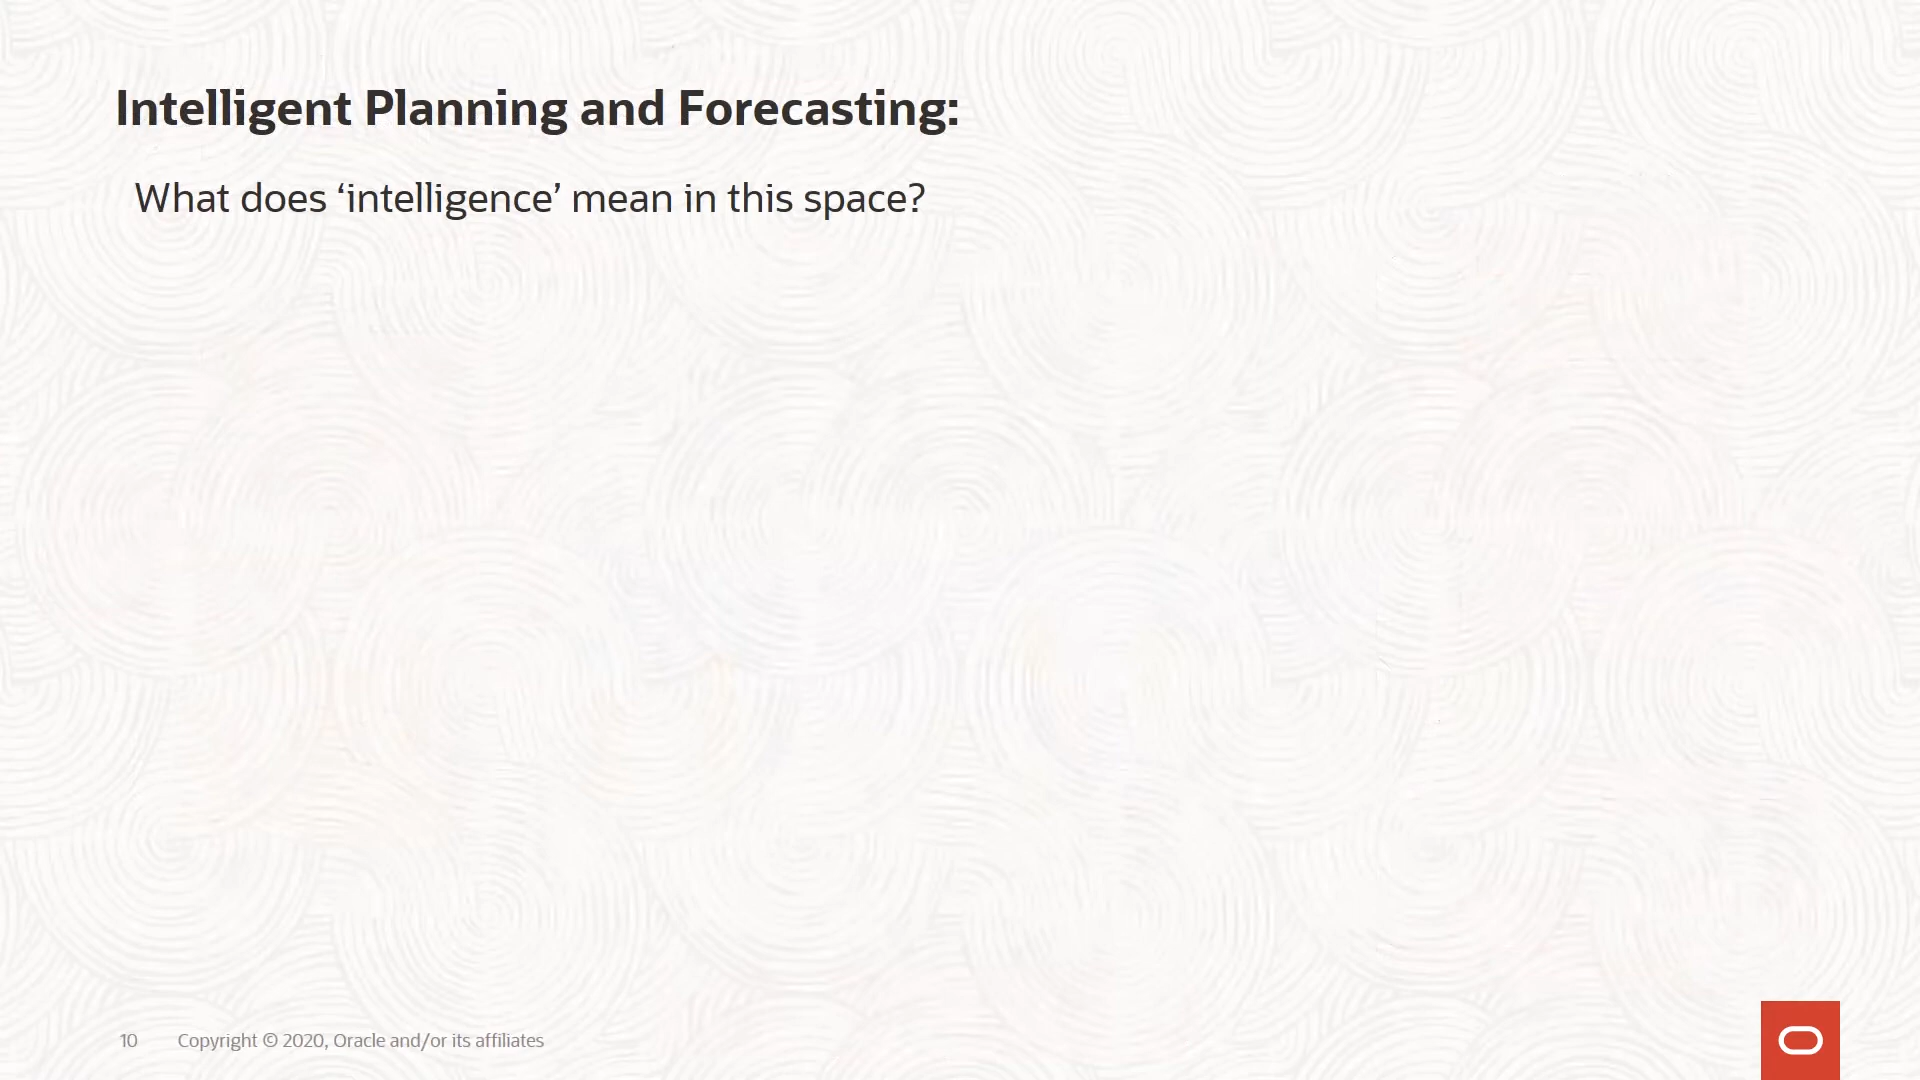 Intelligent Planning and Forecasting:
What does ‘intelligence’ mean in this space?
10 Copyright © 2020, Oracle and/or its affiliates